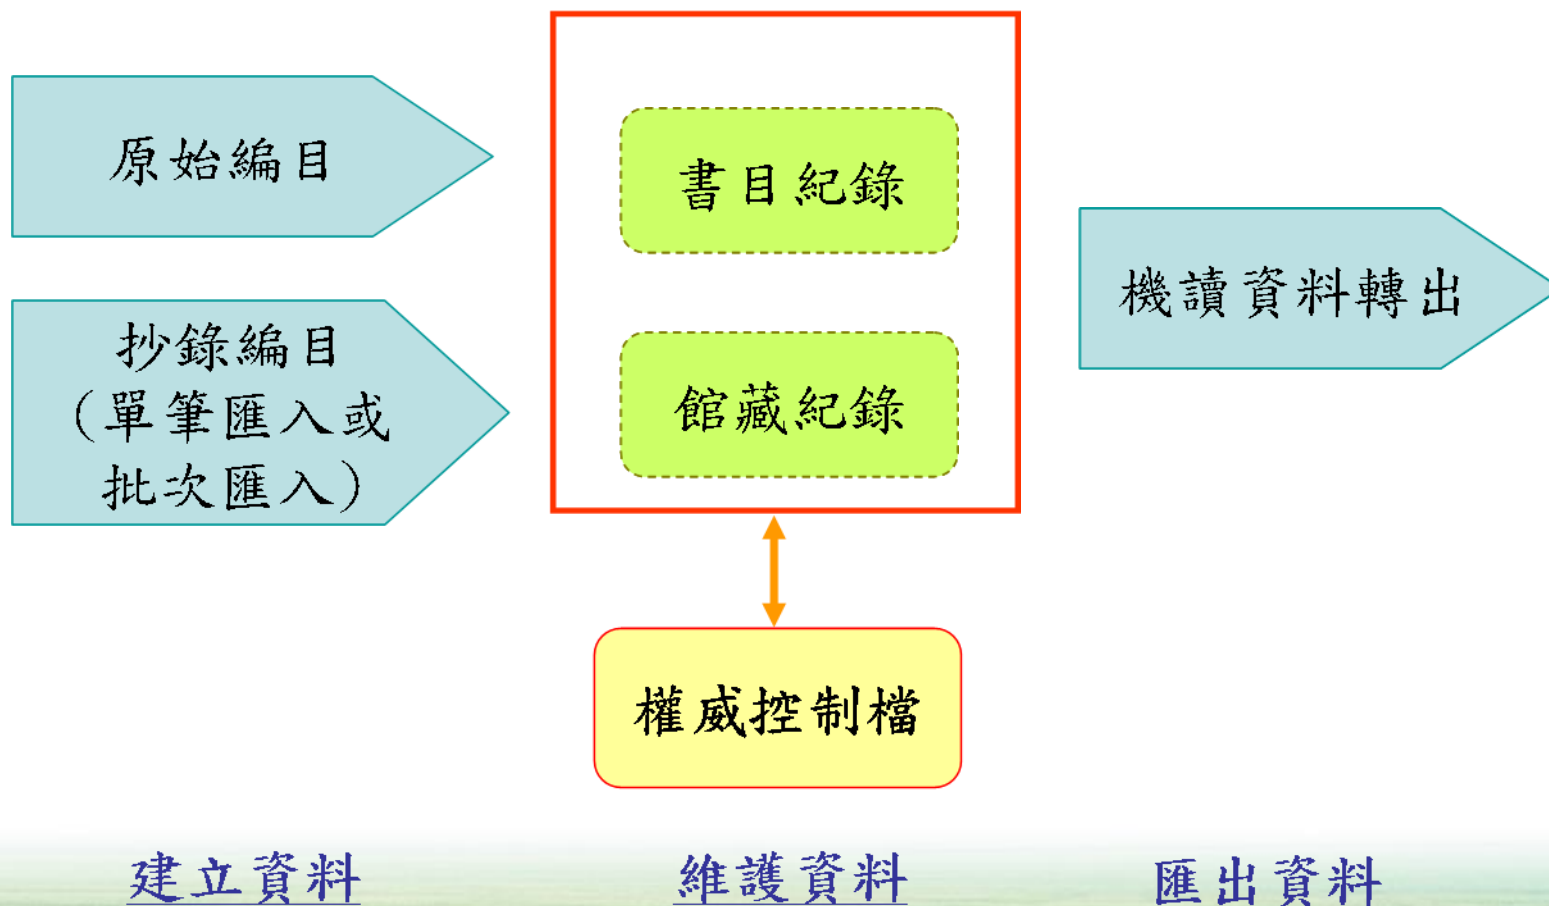 原始編目
抄錄編目
(單筆匯入或
批次匯入)
書目紀錄
館藏紀錄
權威控制檔
機讀資料轉出
建立資料
維護資料
匯出資料